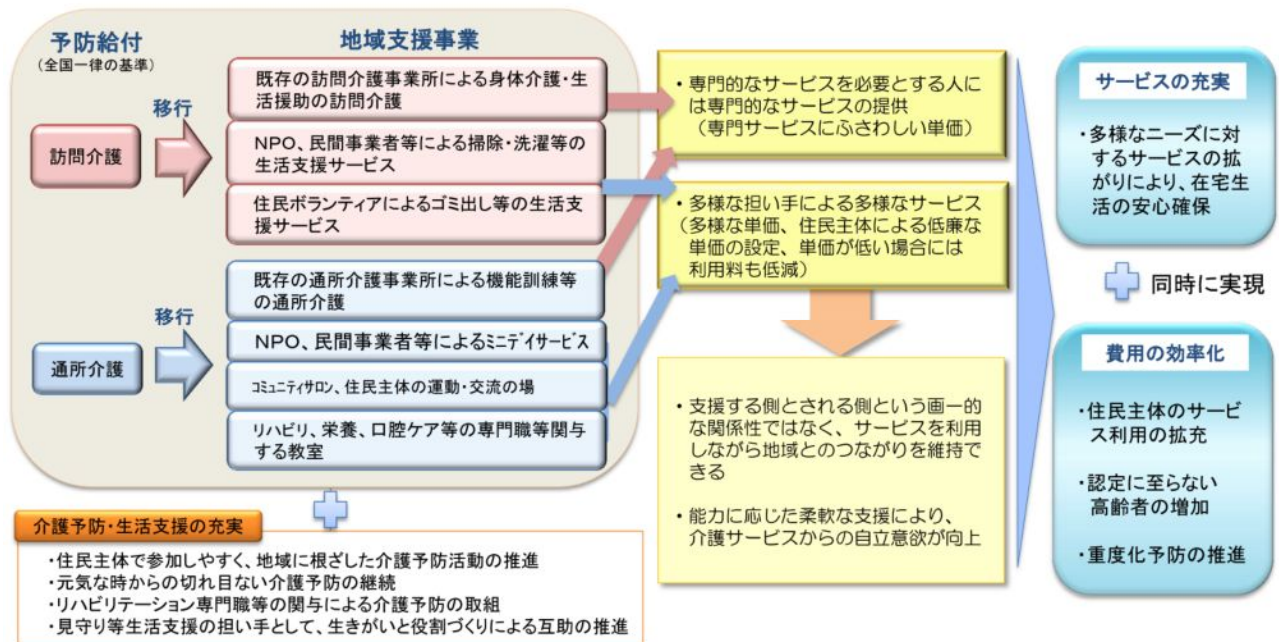 予防給付
(全国一律の基準)
地域支援事業
移行
訪問介護
既存の訪問介護事業所による身体介護・生
活援助の訪問介護
NPO、民間事業者等による掃除・洗濯等の
生活支援サービス
住民ボランティアによるゴミ出し等の生活支
援サービス
移行
通所介護
既存の通所介護事業所による機能訓練等
の通所介護
NPO、民間事業者等によるミニデイサービス
コミュニティサロン、住民主体の運動・交流の場
リハビリ、栄養、口腔ケア等の専門職等関与
する教室
介護予防・生活支援の充実
・住民主体で参加しやすく、地域に根ざした介護予防活動の推進
・元気な時からの切れ目ない介護予防の継続
・リハビリテーション専門職等の関与による介護予防の取組
・見守り等生活支援の担い手として、生きがいと役割づくりによる互助の推進
・専門的なサービスを必要とする人に
は専門的なサービスの提供
(専門サービスにふさわしい単価)
・多様な担い手による多様なサービス
(多様な単価、住民主体による低廉な
単価の設定、単価が低い場合には
利用料も低減)
・支援する側とされる側という画一的
な関係性ではなく、サービスを利用
しながら地域とのつながりを維持で
きる
・能力に応じた柔軟な支援により、
介護サービスからの自立意欲が向上
サービスの充実
・多様なニーズに対
するサービスの拡
がりにより、在宅生
活の安心確保
同時に実現
費用の効率化
・住民主体のサービ
ス利用の拡充
・認定に至らない
高齢者の増加
・重度化予防の推進